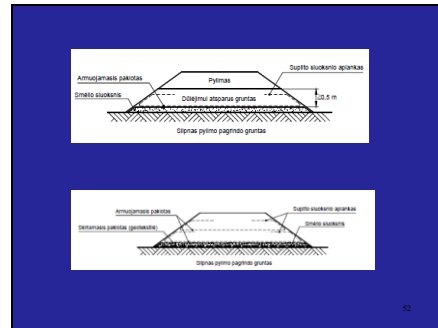 Supilto sluoksnio aplankas
Armuojamasis paklotas
Pylimas
Smėlio sluoksnis
Dūlėjimui atsparus gruntas
≥0,5 m
Silpnas pylimo pagrindo gruntas
Armuojamasis paklotas
Supilto sluoksnio aplankas
Skiriamasis paklotas (geotekstilė)
Smėlio sluoksnis
Silpnas pylimo pagrindo gruntas
52